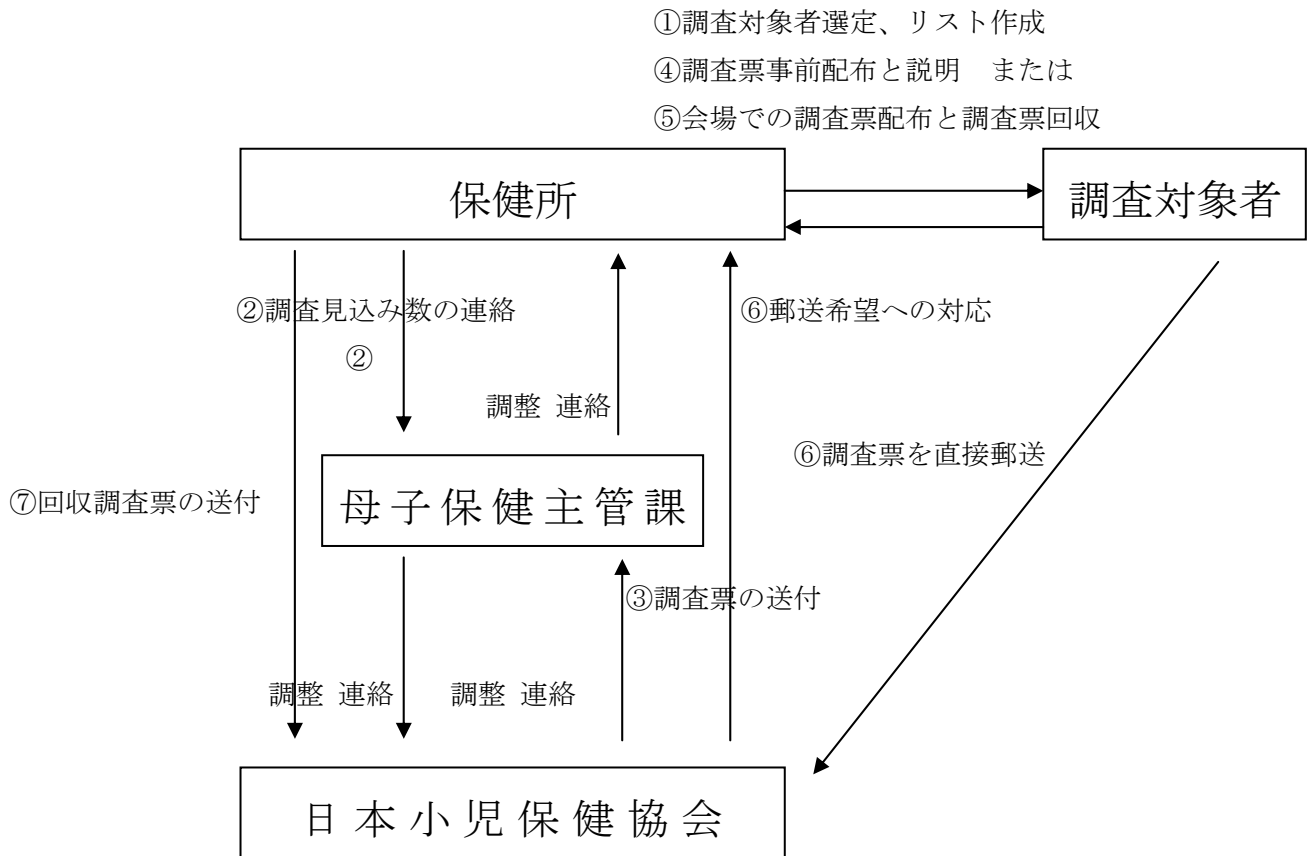 ①調査対象者選定、リスト作成
④調査票事前配布と説明　または
⑤会場での調査票配布と調査票回収
保健所
調査対象者
②調査見込み数の連絡
⑥郵送希望への対応
②
調整 連絡
⑥調査票を直接郵送
⑦回収調査票の送付
母子保健主管課
③調査票の送付
調整 連絡
調整 連絡
日本小児保健協会